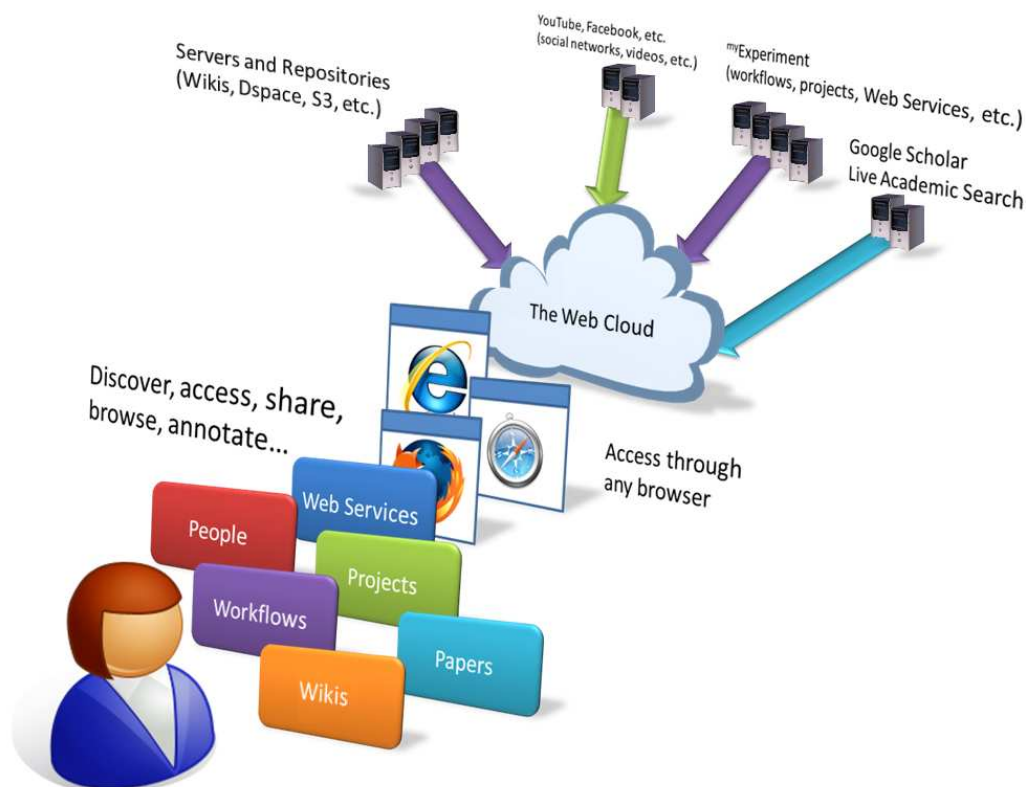 YouTube, Facebook, etc.
(social networks, videos, etc.)
myExperiment
(workflows, projects, Web Services, etc.)
Servers and Repositories
(Wikis, Dspace, S3, etc.)
Google Scholar
Live Academic Search
The Web Cloud
Discover, access, share,
browse, annotate...
Access through
any browser
Web Services
People
Projects
Workflows
Papers
Wikis